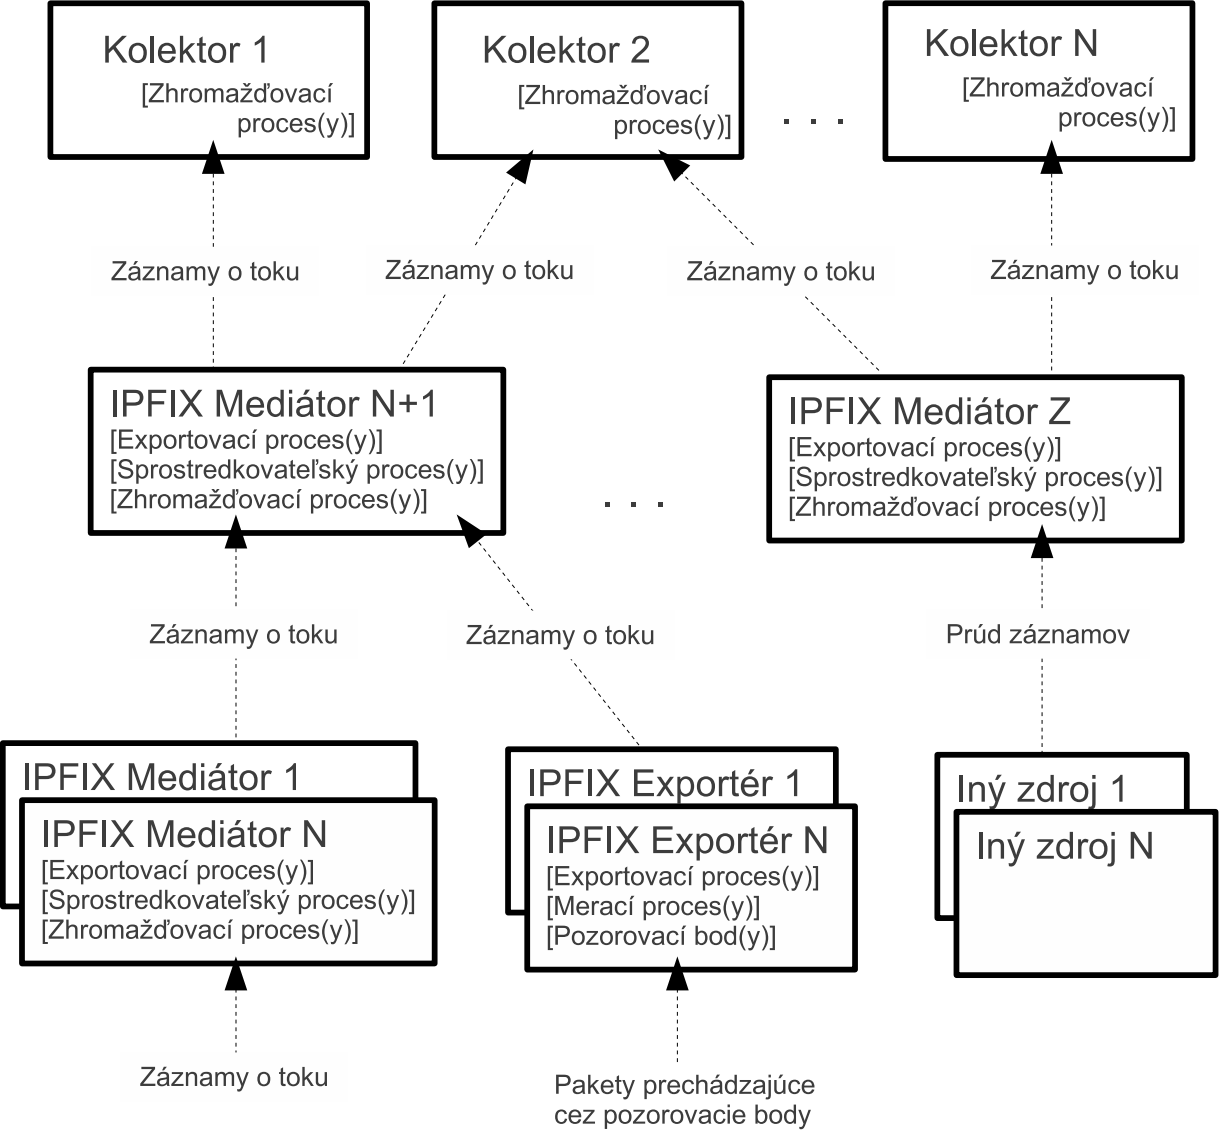 Kolektor 1
[Zhromažďovací
proces(y)]
Kolektor 2
[Zhromažďovací
proces(y)]
. . .
Kolektor N
[Zhromažďovací
proces(y)]
Záznamy o toku
Záznamy o toku
Záznamy o toku
Záznamy o toku
IPFIX Mediátor N+1
[Exportovací proces(y)]
[Sprostredkovateľský proces(y)]
[Zhromažďovací proces(y)]
. . .
IPFIX Mediátor Z
[Exportovací proces(y)]
[Sprostredkovateľský proces(y)]
[Zhromažďovací proces(y)]
Záznamy o toku
Záznamy o toku
Prúd záznamov
IPFIX Mediátor 1
IPFIX Mediátor N
[Exportovací proces(y)]
[Sprostredkovateľský proces(y)]
[Zhromažďovací proces(y)]
IPFIX Exportér 1
IPFIX Exportér N
[Exportovací proces(y)]
[Merací proces(y)]
[Pozorovací bod(y)]
Iný zdroj 1
Iný zdroj N
Záznamy o toku
Pakety prechádzajúce
cez pozorovacie body